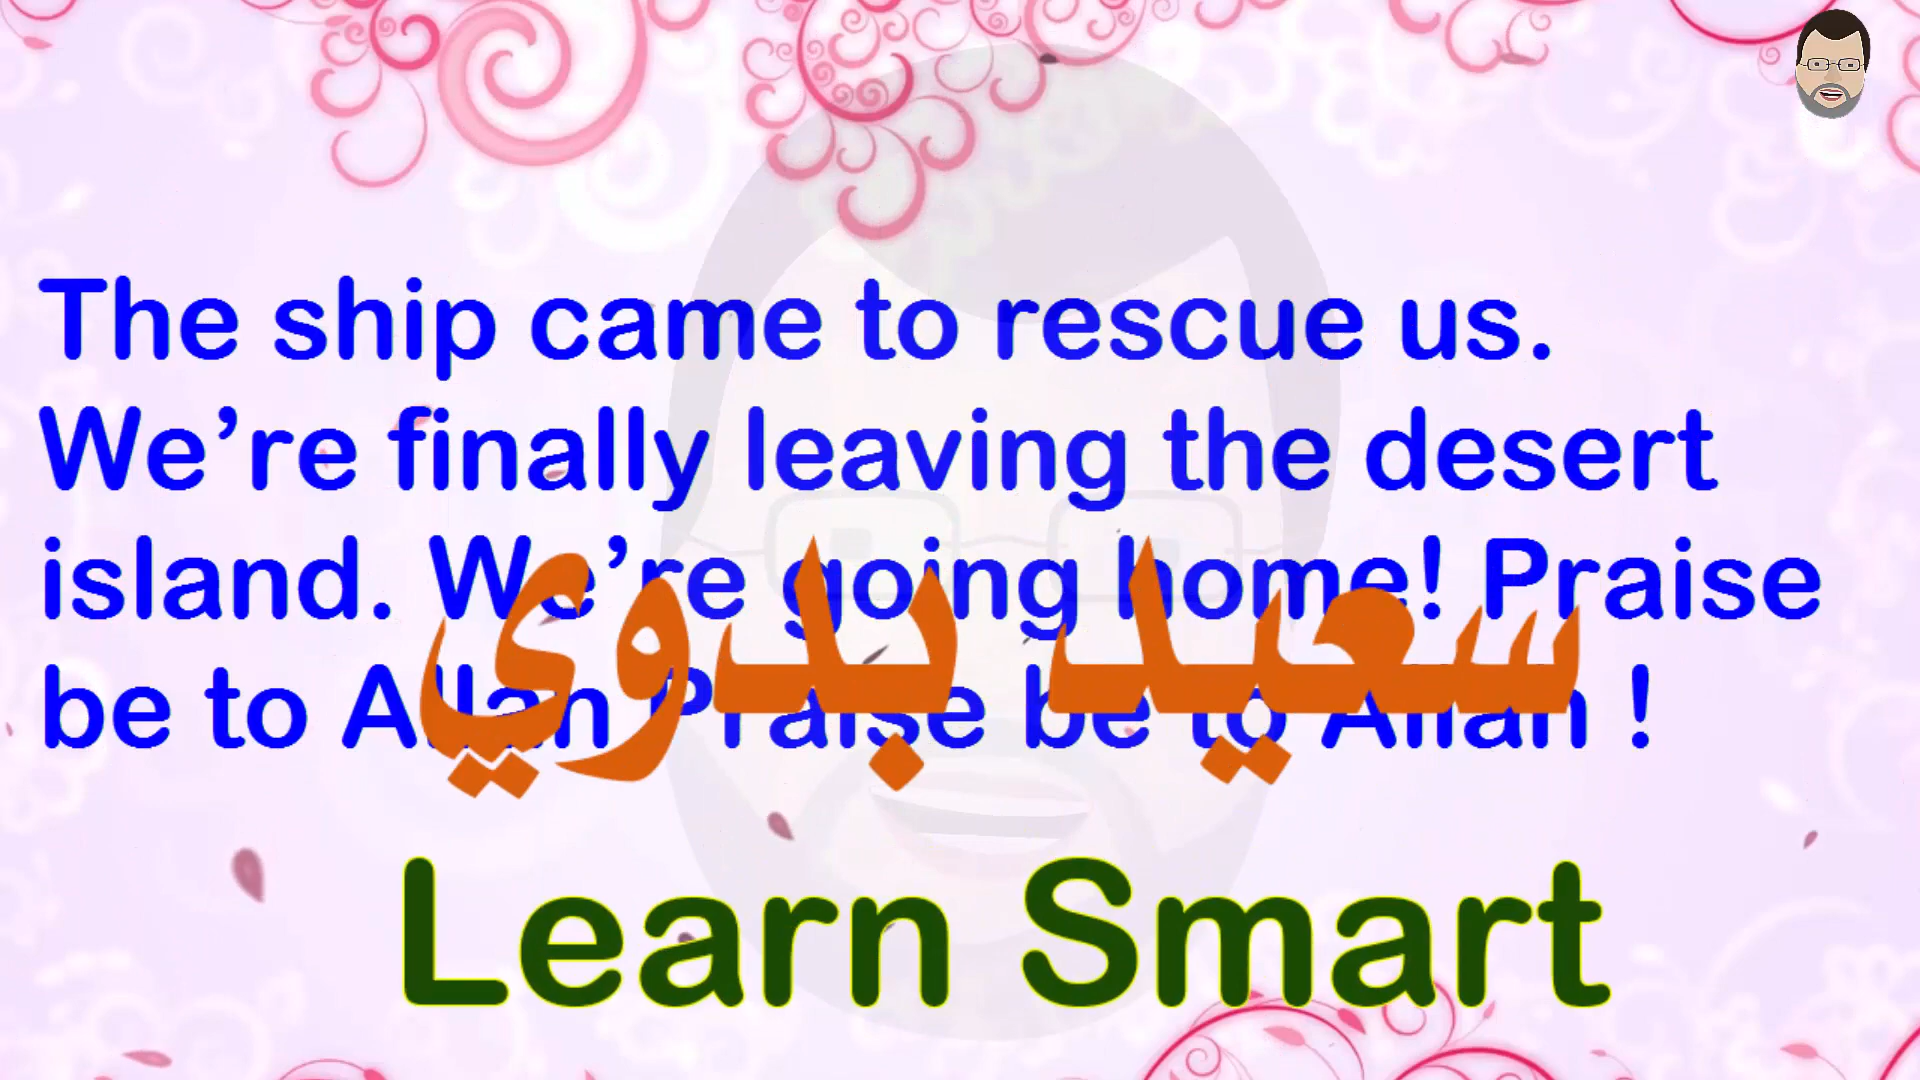 The ship came to rescue us.
We’re finally leaving the desert
island. We’re going home! Praise
be to Allah Praise be to Allah !
سعيد بدوي
Learn Smart